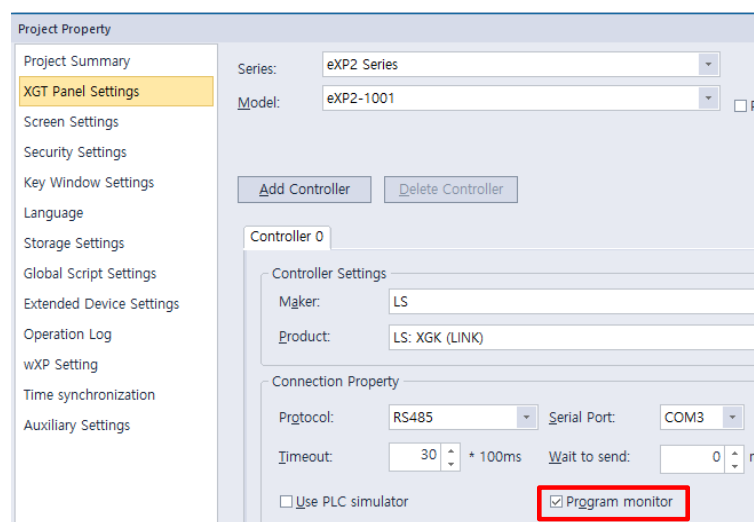 Project Property
Project Summary
XGT Panel Settings
Screen Settings
Security Settings
Key Window Settings
Language
Storage Settings
Global Script Settings
Extended Device Settings
Operation Log
wXP Setting
Time synchronization
Auxiliary Settings
Series: eXP2 Series
Model: eXP2-1001
Add Controller Delete Controller
Controller 0
Controller Settings
Maker: LS
Product: LS: XGK (LINK)
Connection Property
Protocol: RS485 Serial Port: COM3
Timeout: 30 * 100ms Wait to send: 0
Use PLC simulator Program monitor